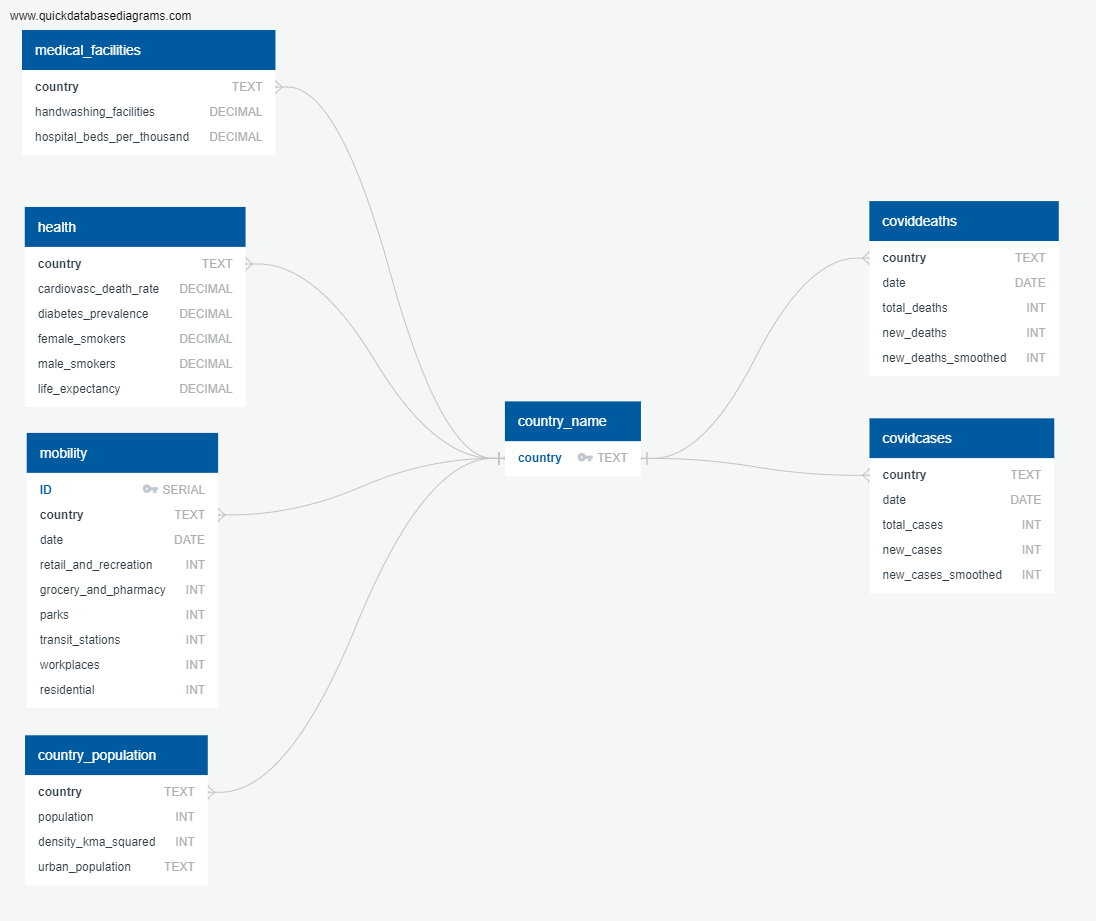 www.quickdatabasediagrams.com
medical_facilities
country TEXT
handwashing_facilities DECIMAL
hospital_beds_per_thousand DECIMAL
health
country TEXT
cardiovasc_death_rate DECIMAL
diabetes_prevalence DECIMAL
female_smokers DECIMAL
male_smokers DECIMAL
life_expectancy DECIMAL
mobility
ID SERIAL
country TEXT
date DATE
retail_and_recreation INT
grocery_and_pharmacy INT
parks INT
transit_stations INT
workplaces INT
residential INT
country_population
country TEXT
population INT
density_kma_squared INT
urban_population TEXT
country_name
country TEXT
coviddeaths
country TEXT
date DATE
total_deaths INT
new_deaths INT
new_deaths_smoothed INT
covidcases
country TEXT
date DATE
total_cases INT
new_cases INT
new_cases_smoothed INT